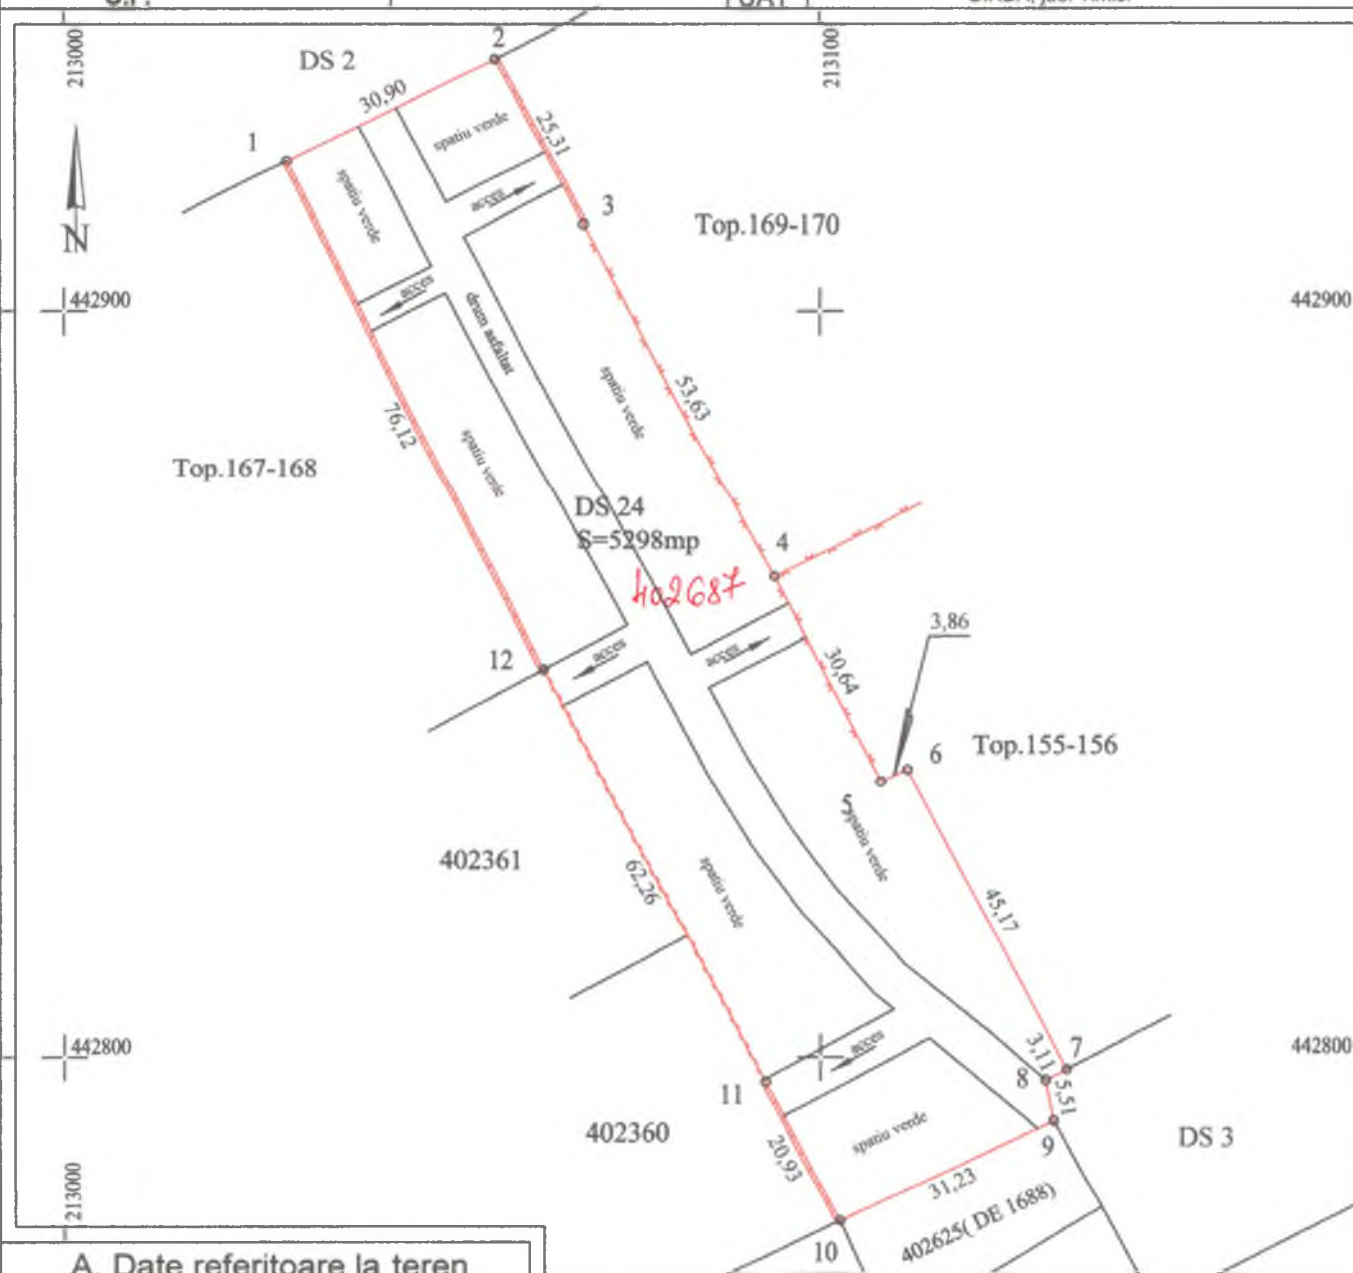 213000
DS 2
2
213100
30,90
1
spatiu verde
25,31
spatiu verde
acces
3
Top.169-170
N
442900
acces
442900
drum asfaltat
spatiu verde
53,63
76,12
spatiu verde
Top.167-168
DS 24
S=5298mp
4
402687
3,86
12
acces
acces
30,64
6
Top.155-156
5
spatiu verde
402361
62,26
spatiu verde
45,17
442800
acces
3,11
7
442800
8
5,51
11
402360
spatiu verde
9
DS 3
20,93
213000
31,23
402625( DE 1688)
10
A. Date referitoare la teren